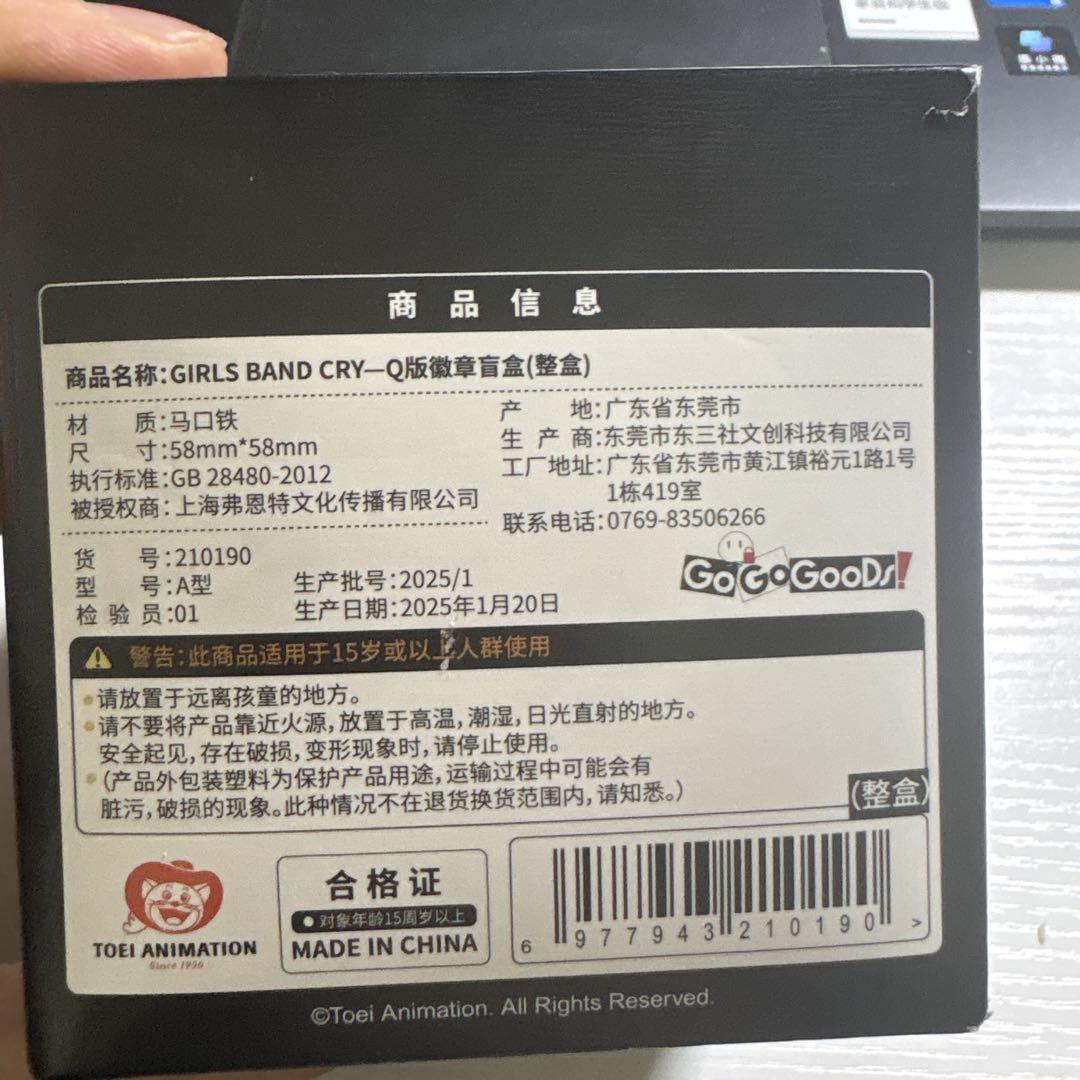 商品信息
商品名称:GIRLS BAND CRY—Q版徽章盲盒(整盒)
材质:马口铁
尺寸:58mm*58mm
执行标准:GB 28480-2012
被授权商:上海弗恩特文化传播有限公司
产地:广东省东莞市
生产商:东莞市东三社文创科技有限公司
工厂地址:广东省东莞市黄江镇裕元1路1号
1栋419室
联系电话:0769-83506266
货号:210190
型号:A型
检验员:01
生产批号:2025/1
生产日期:2025年1月20日
GoGoGooDs!
警告:此商品适用于15岁或以上人群使用
请放置于远离孩童的地方。
请不要将产品靠近火源,放置于高温,潮湿,日光直射的地方。
安全起见,存在破损,变形现象时,请停止使用。
(产品外包装塑料为保护产品用途,运输过程中可能会有
脏污,破损的现象。此种情况不在退货换货范围内,请知悉。)
(整盒)
TOEI ANIMATION
Since 1956
合格证
对象年龄15周岁以上
MADE IN CHINA
6 977943 210190 >
©Toei Animation. All Rights Reserved.